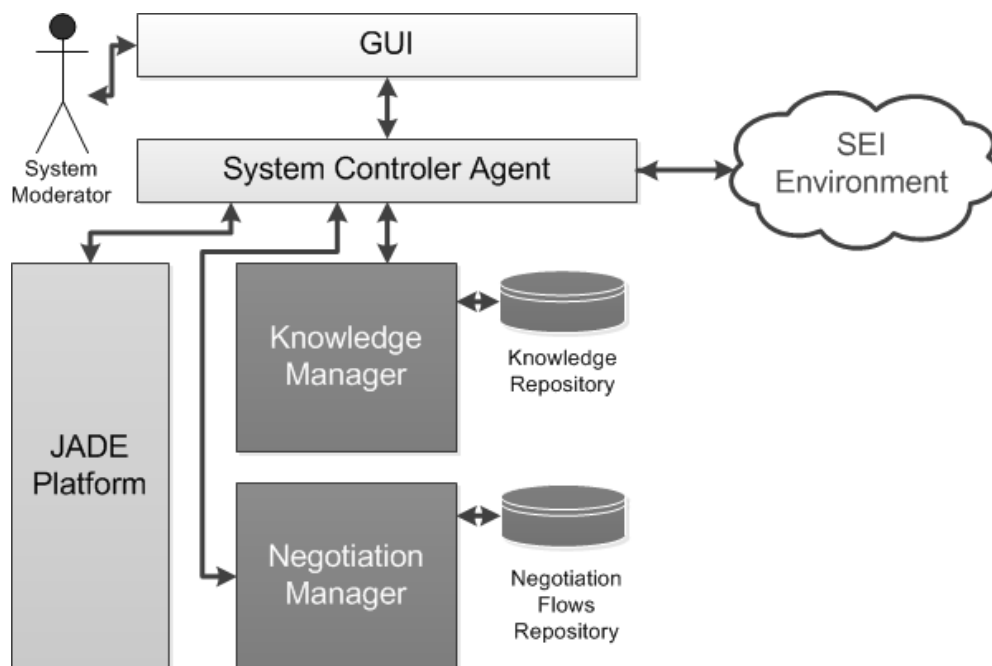 GUI
System
Moderator
System Controler Agent
SEI
Environment
JADE
Platform
Knowledge
Manager
Knowledge
Repository
Negotiation
Manager
Negotiation
Flows
Repository